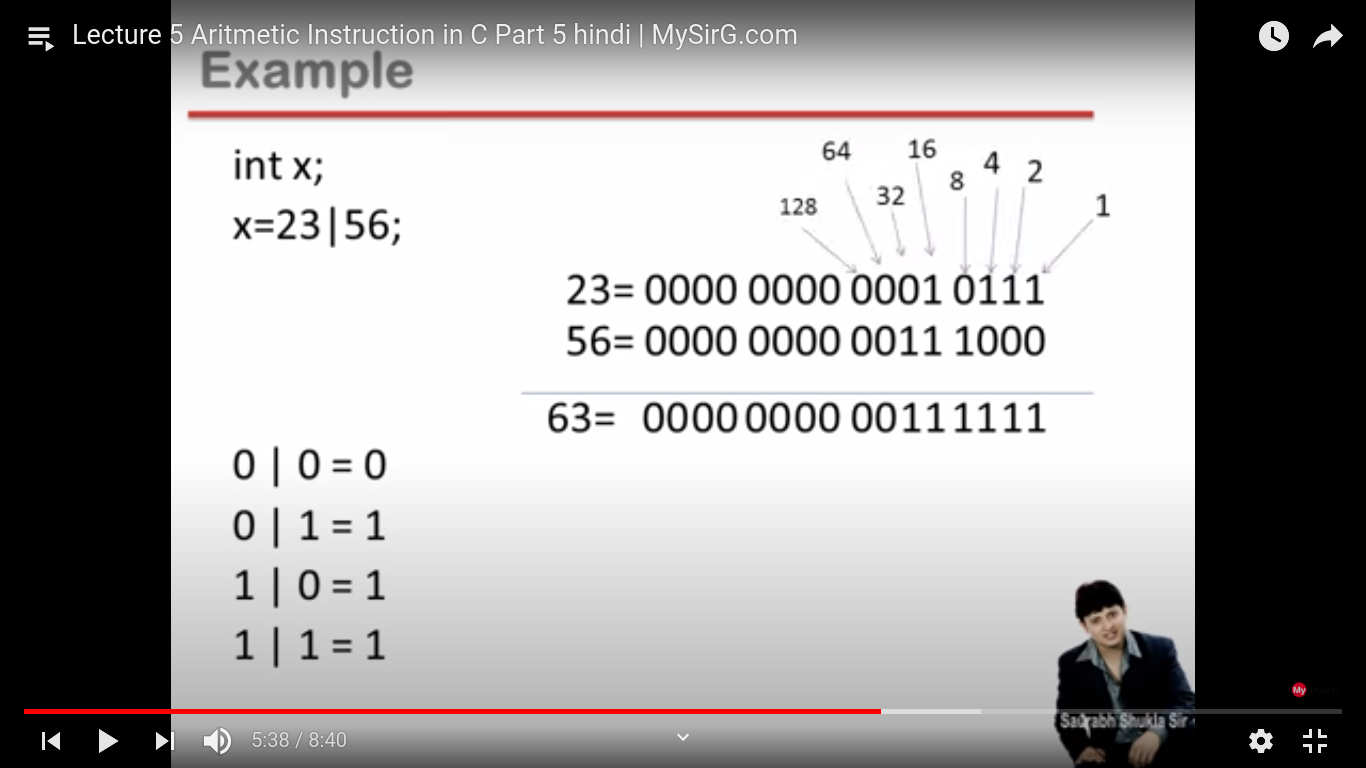 Lecture 5 Aritmetic Instruction in C Part 5 hindi | MySirG.com
Example
int x;
x=23|56;
64 16
128 32 8 4 2 1
23= 0000 0000 0001 0111
56= 0000 0000 0011 1000
63= 0000 0000 0011 1111
0 | 0 = 0
0 | 1 = 1
1 | 0 = 1
1 | 1 = 1
My
Saurabh Shukla Sir
5:38 / 8:40